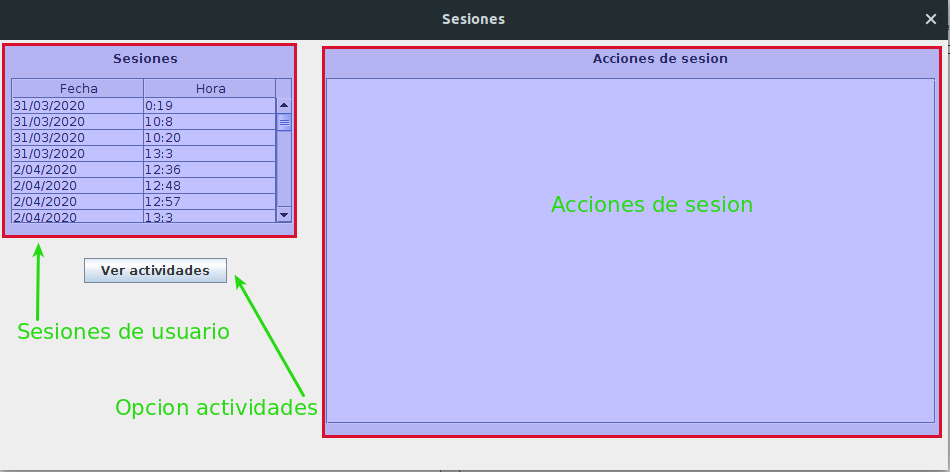 Sesiones
Sesiones
Fecha Hora
31/03/2020 0:19
31/03/2020 10:8
31/03/2020 10:20
31/03/2020 13:3
2/04/2020 12:36
2/04/2020 12:48
2/04/2020 12:57
2/04/2020 13:3
Ver actividades
Sesiones de usuario
Opcion actividades
Acciones de sesion
Acciones de sesion